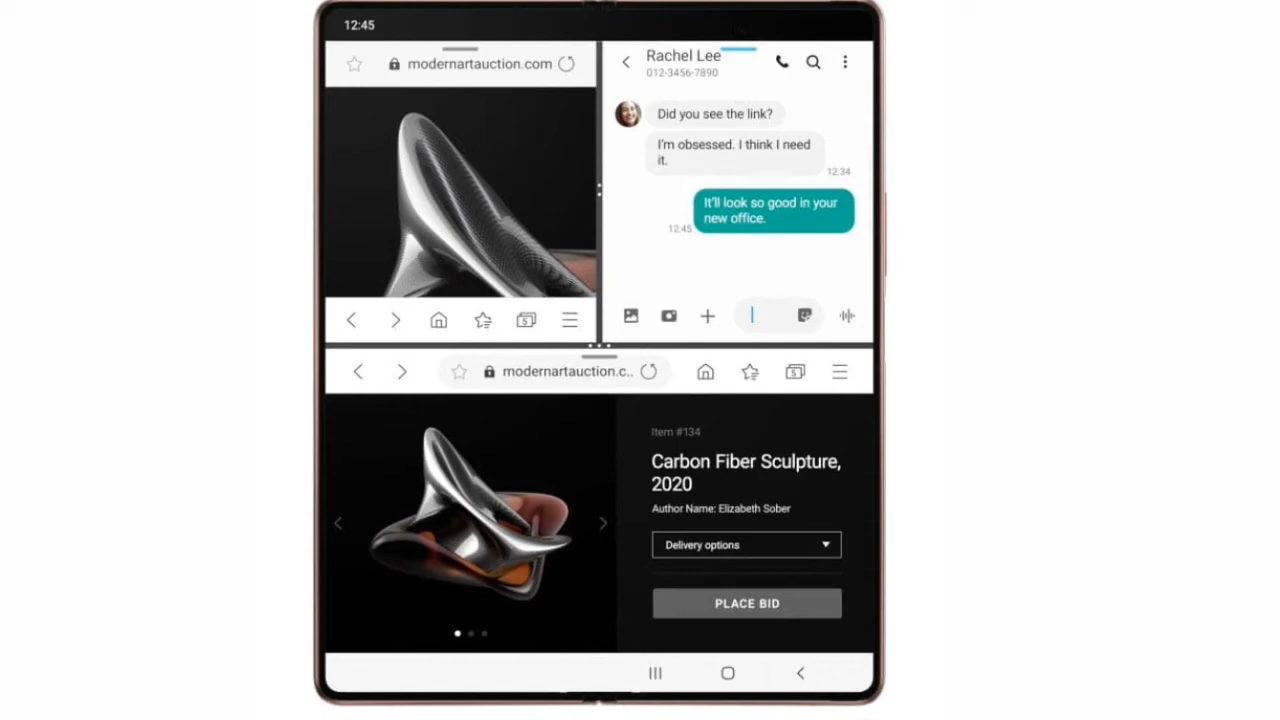 12:45
modernartauction.com
Rachel Lee
012-3456-7890
Did you see the link?
I'm obsessed. I think I need
it.
12:34
It'll look so good in your
new office.
12:45
5
modernartauction.c..
5
Item #134
Carbon Fiber Sculpture,
2020
Author Name: Elizabeth Sober
Delivery options
PLACE BID